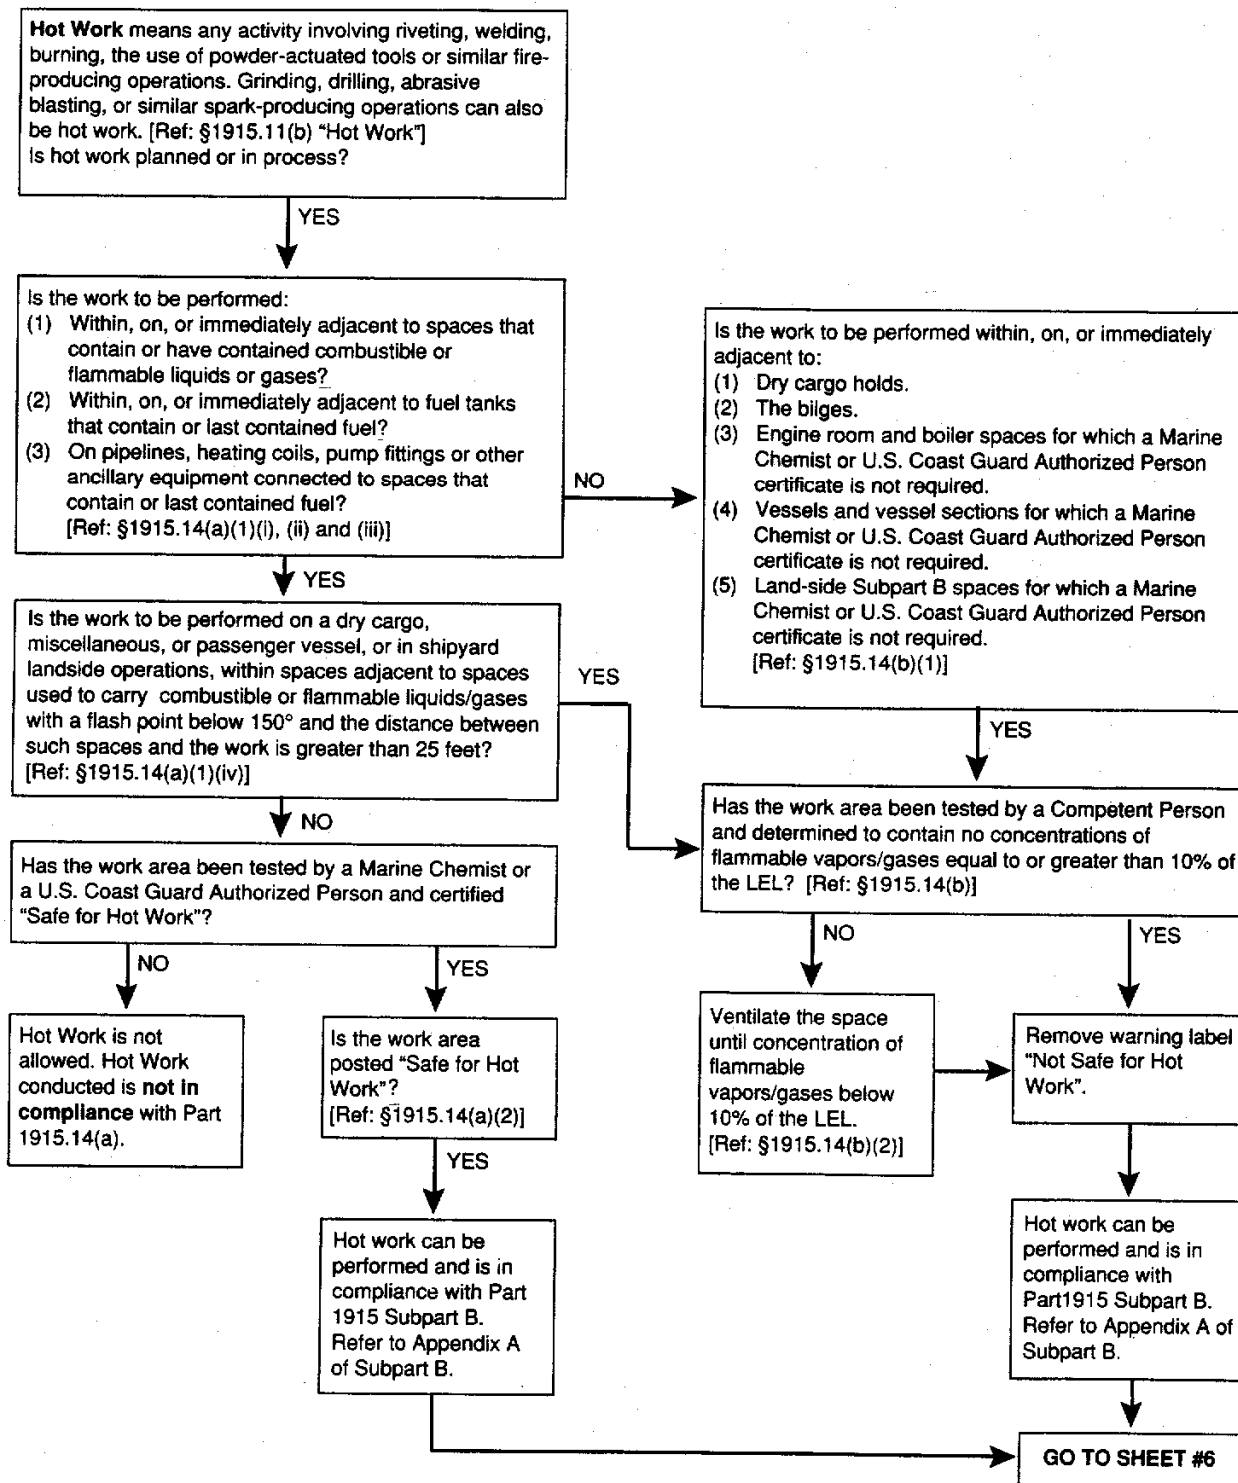 Hot Work means any activity involving riveting, welding,
burning, the use of powder-actuated tools or similar fire-
producing operations. Grinding, drilling, abrasive
blasting, or similar spark-producing operations can also
be hot work. [Ref: §1915.11(b) “Hot Work”]
Is hot work planned or in process?
YES
Is the work to be performed:
(1) Within, on, or immediately adjacent to spaces that
contain or have contained combustible or
flammable liquids or gases?
(2) Within, on, or immediately adjacent to fuel tanks
that contain or last contained fuel?
(3) On pipelines, heating coils, pump fittings or other
ancillary equipment connected to spaces that
contain or last contained fuel?
[Ref: §1915.14(a)(1)(i), (ii) and (iii)]
NO
Is the work to be performed within, on, or immediately
adjacent to:
(1) Dry cargo holds.
(2) The bilges.
(3) Engine room and boiler spaces for which a Marine
Chemist or U.S. Coast Guard Authorized Person
certificate is not required.
(4) Vessels and vessel sections for which a Marine
Chemist or U.S. Coast Guard Authorized Person
certificate is not required.
(5) Land-side Subpart B spaces for which a Marine
Chemist or U.S. Coast Guard Authorized Person
certificate is not required.
[Ref: §1915.14(b)(1)]
YES
Is the work to be performed on a dry cargo,
miscellaneous, or passenger vessel, or in shipyard
landside operations, within spaces adjacent to spaces
used to carry combustible or flammable liquids/gases
with a flash point below 150° and the distance between
such spaces and the work is greater than 25 feet?
[Ref: §1915.14(a)(1)(iv)]
YES
YES
NO
Has the work area been tested by a Marine Chemist or
a U.S. Coast Guard Authorized Person and certified
“Safe for Hot Work”?
Has the work area been tested by a Competent Person
and determined to contain no concentrations of
flammable vapors/gases equal to or greater than 10% of
the LEL? [Ref: §1915.14(b)]
NO
YES
NO
YES
Hot Work is not
allowed. Hot Work
conducted is not in
compliance with Part
1915.14(a).
Is the work area
posted “Safe for Hot
Work”?
[Ref: §1915.14(a)(2)]
Ventilate the space
until concentration of
flammable
vapors/gases below
10% of the LEL.
[Ref: §1915.14(b)(2)]
Remove warning label
“Not Safe for Hot
Work”.
YES
Hot work can be
performed and is in
compliance with Part
1915 Subpart B.
Refer to Appendix A
of Subpart B.
Hot work can be
performed and is in
compliance with
Part1915 Subpart B.
Refer to Appendix A of
Subpart B.
GO TO SHEET #6